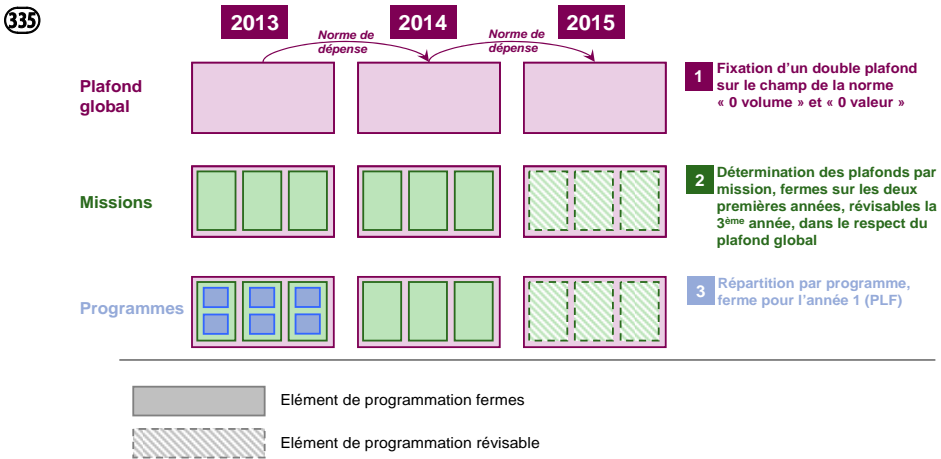 335
2013
2014
2015
Norme de
dépense
Norme de
dépense
Plafond
global
1
Fixation d'un double plafond
sur le champ de la norme
« 0 volume » et « 0 valeur »
Missions
2
Détermination des plafonds par
mission, fermes sur les deux
premières années, révisables la
3ème année, dans le respect du
plafond global
Programmes
3
Répartition par programme,
ferme pour l'année 1 (PLF)
Elément de programmation fermes
Elément de programmation révisable